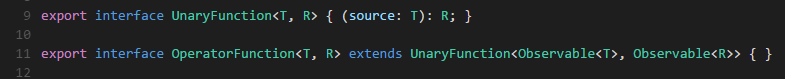 9 export interface UnaryFunction<T, R> { (source: T): R; }
10
11 export interface OperatorFunction<T, R> extends UnaryFunction<Observable<T>, Observable<R>> { }
12